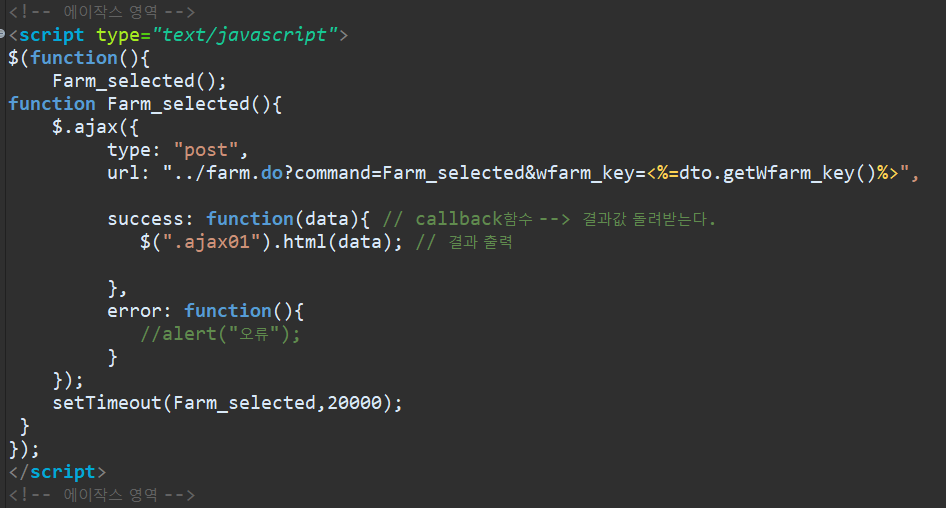 <!-- 에이작스 영역 -->
<script type="text/javascript">
$(function(){
    Farm_selected();
function Farm_selected(){
    $.ajax({
         type: "post",
         url: "../farm.do?command=Farm_selected&wfarm_key=<%=dto.getWfarm_key()%>",
         success: function(data){ // callback함수 --> 결과값 돌려받는다.
            $(".ajax01").html(data); // 결과 출력
         },
         error: function(){
            //alert("오류");
         }
    });
    setTimeout(Farm_selected,20000);
 }
});
</script>
<!-- 에이작스 영역 -->